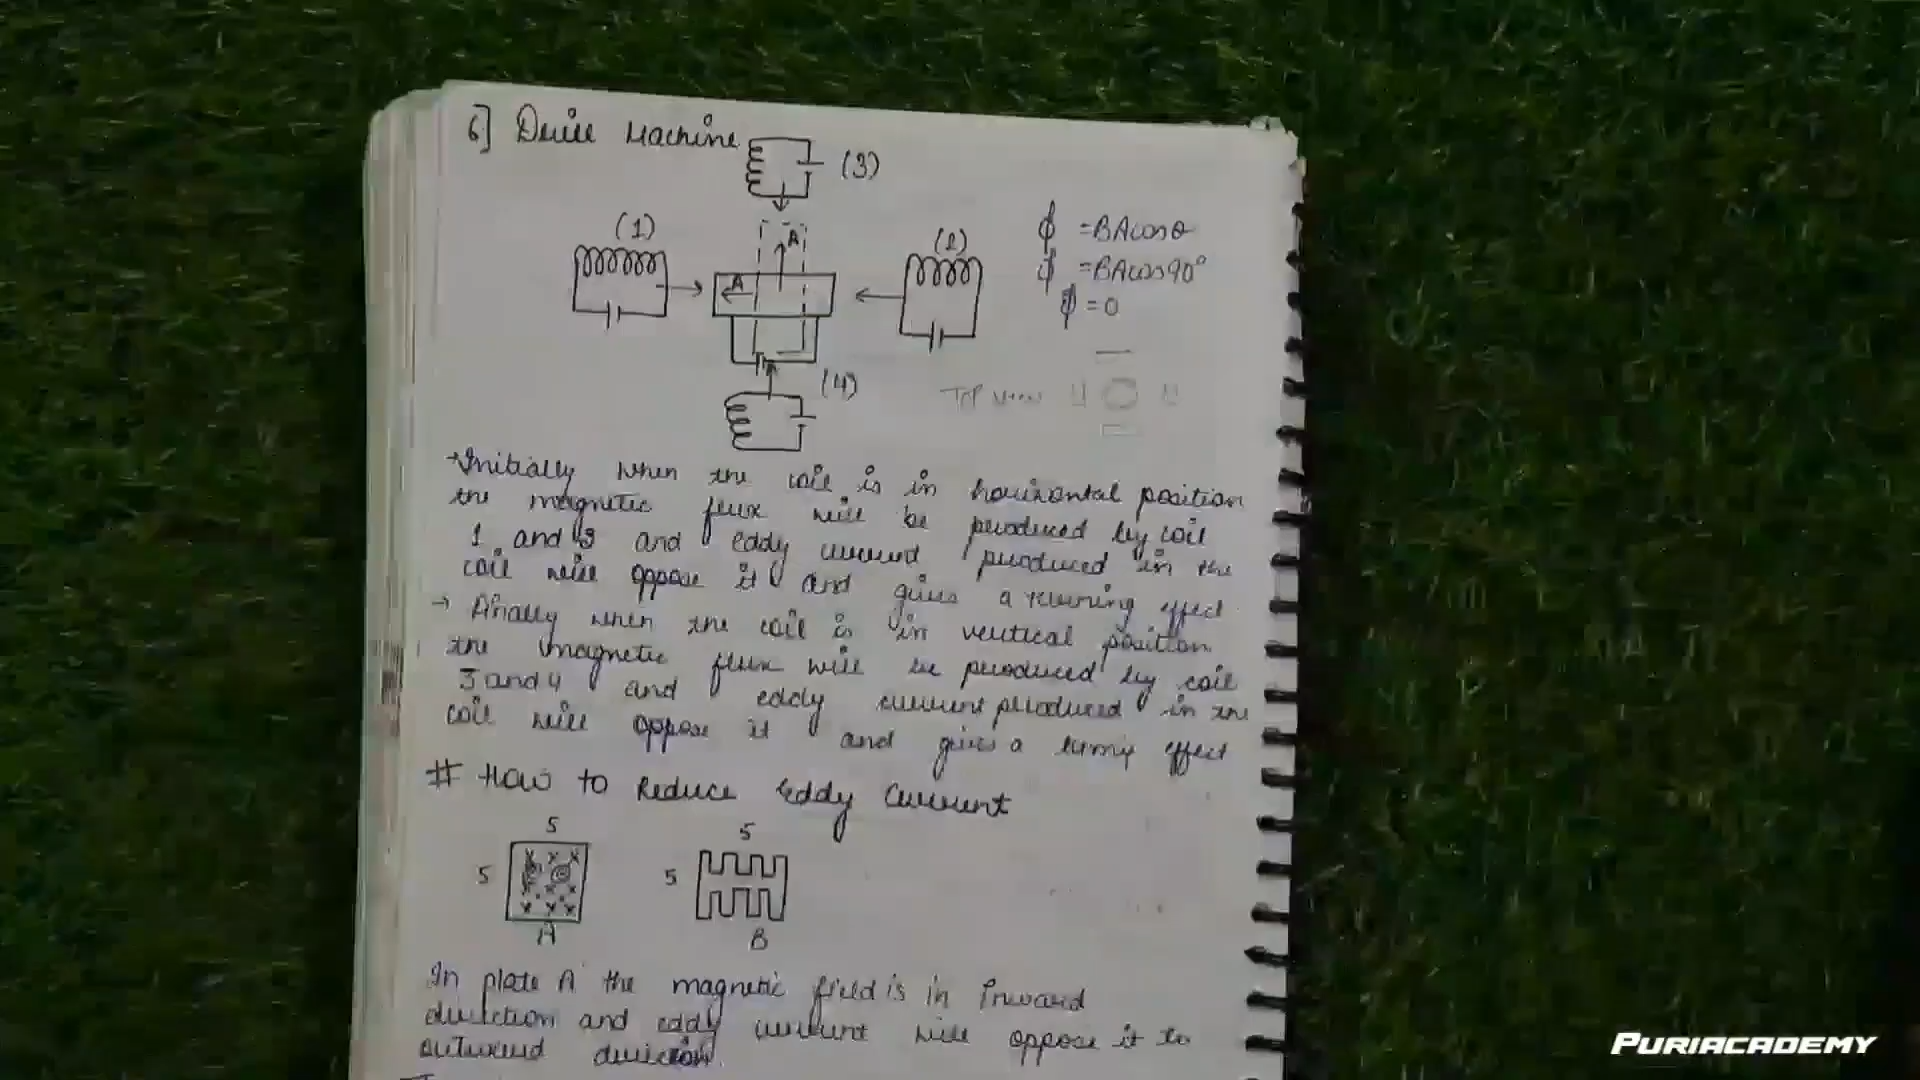 6] Drill Machine
(3)
(1)
(2)
A
A
(4)
ϕ = BAcosθ
ϕ = BAcos90°
ϕ = 0
Top view
→ Initially when the coil is in horizontal position
the magnetic flux will be produced by coil
1 and 3 and eddy current produced in the
coil will oppose it and gives a turning effect
→ Finally when the coil is in vertical position
the magnetic flux will be produced by coil
3 and 4 and eddy current produced in the
coil will oppose it and gives a effect
# How to Reduce Eddy Current
5
5
A
5
5
B
In plate A the magnetic field is in Inward
direction and eddy current will oppose it to
outward direction.
PURIACADEMY